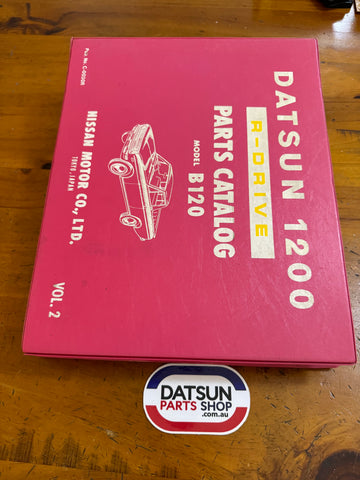 DATSUN 1200
R-DRIVE
PARTS CATALOG
MODEL B120
NISSAN MOTOR CO., LTD.
TOKYO, JAPAN
VOL. 2
DATSUN
PARTS SHOP
.com.au